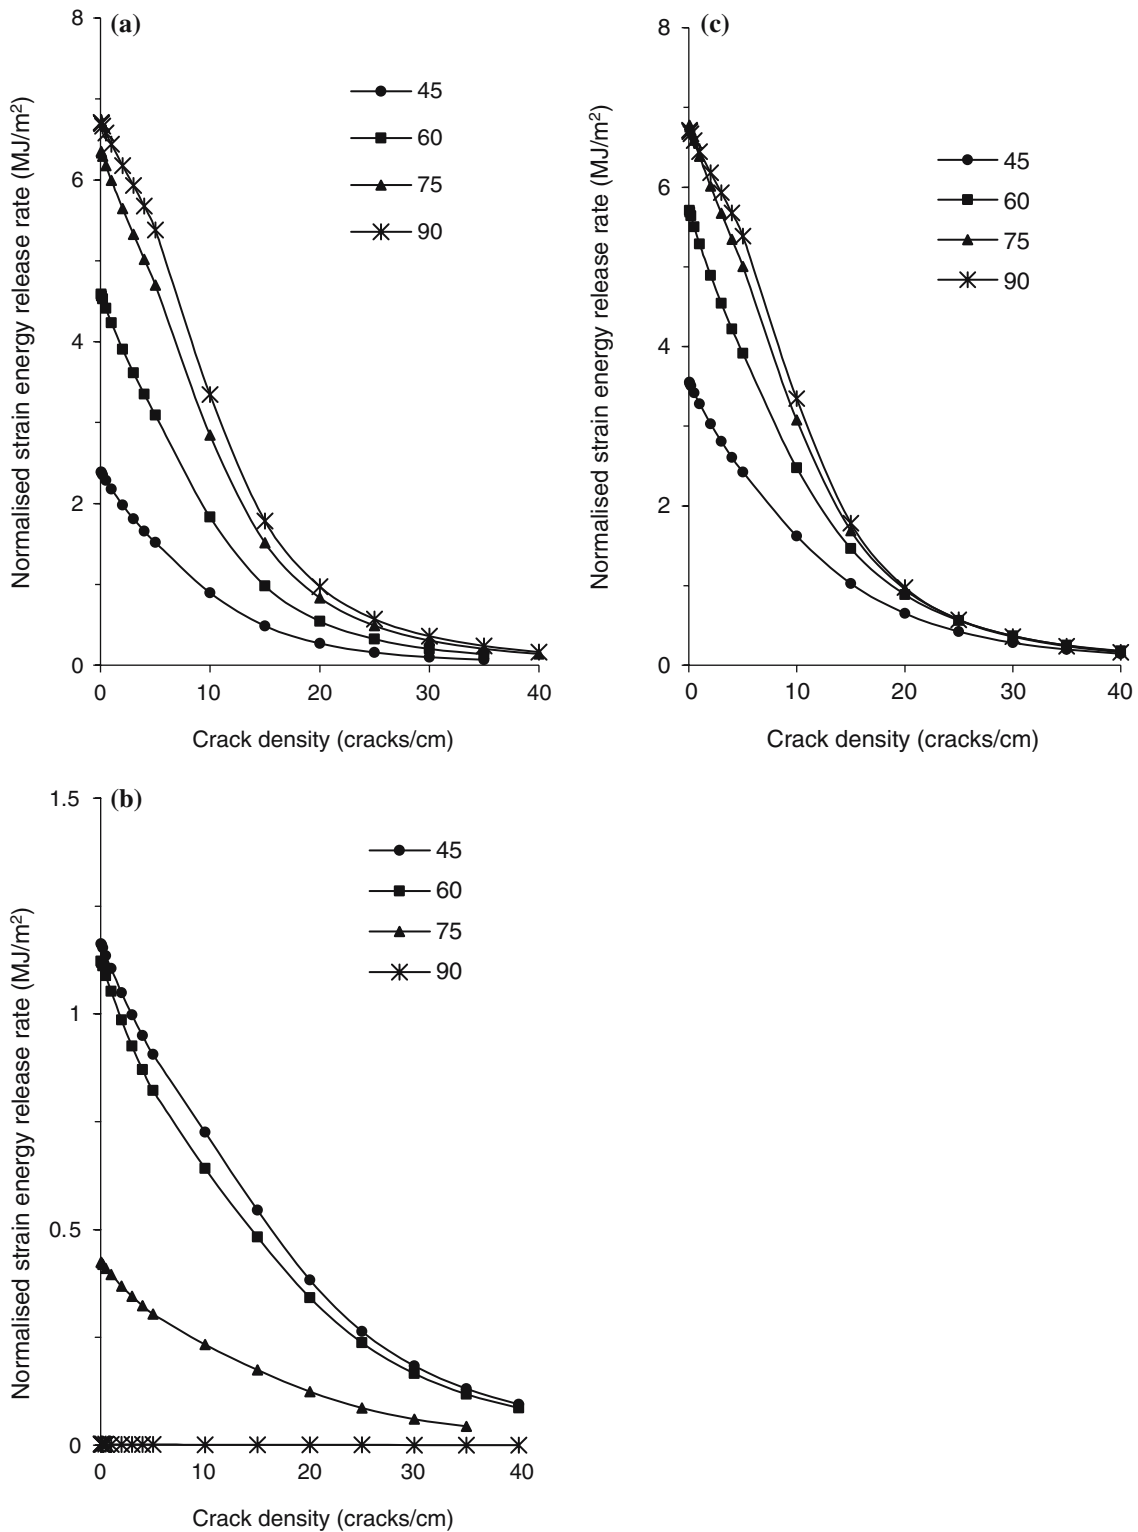 (a)
8
6
4
2
0
Normalised strain energy release rate (MJ/m²)
45
60
75
90
0 10 20 30 40
Crack density (cracks/cm)
(c)
8
6
4
2
0
Normalised strain energy release rate (MJ/m²)
45
60
75
90
0 10 20 30 40
Crack density (cracks/cm)
(b)
1.5
1
0.5
0
Normalised strain energy release rate (MJ/m²)
45
60
75
90
0 10 20 30 40
Crack density (cracks/cm)